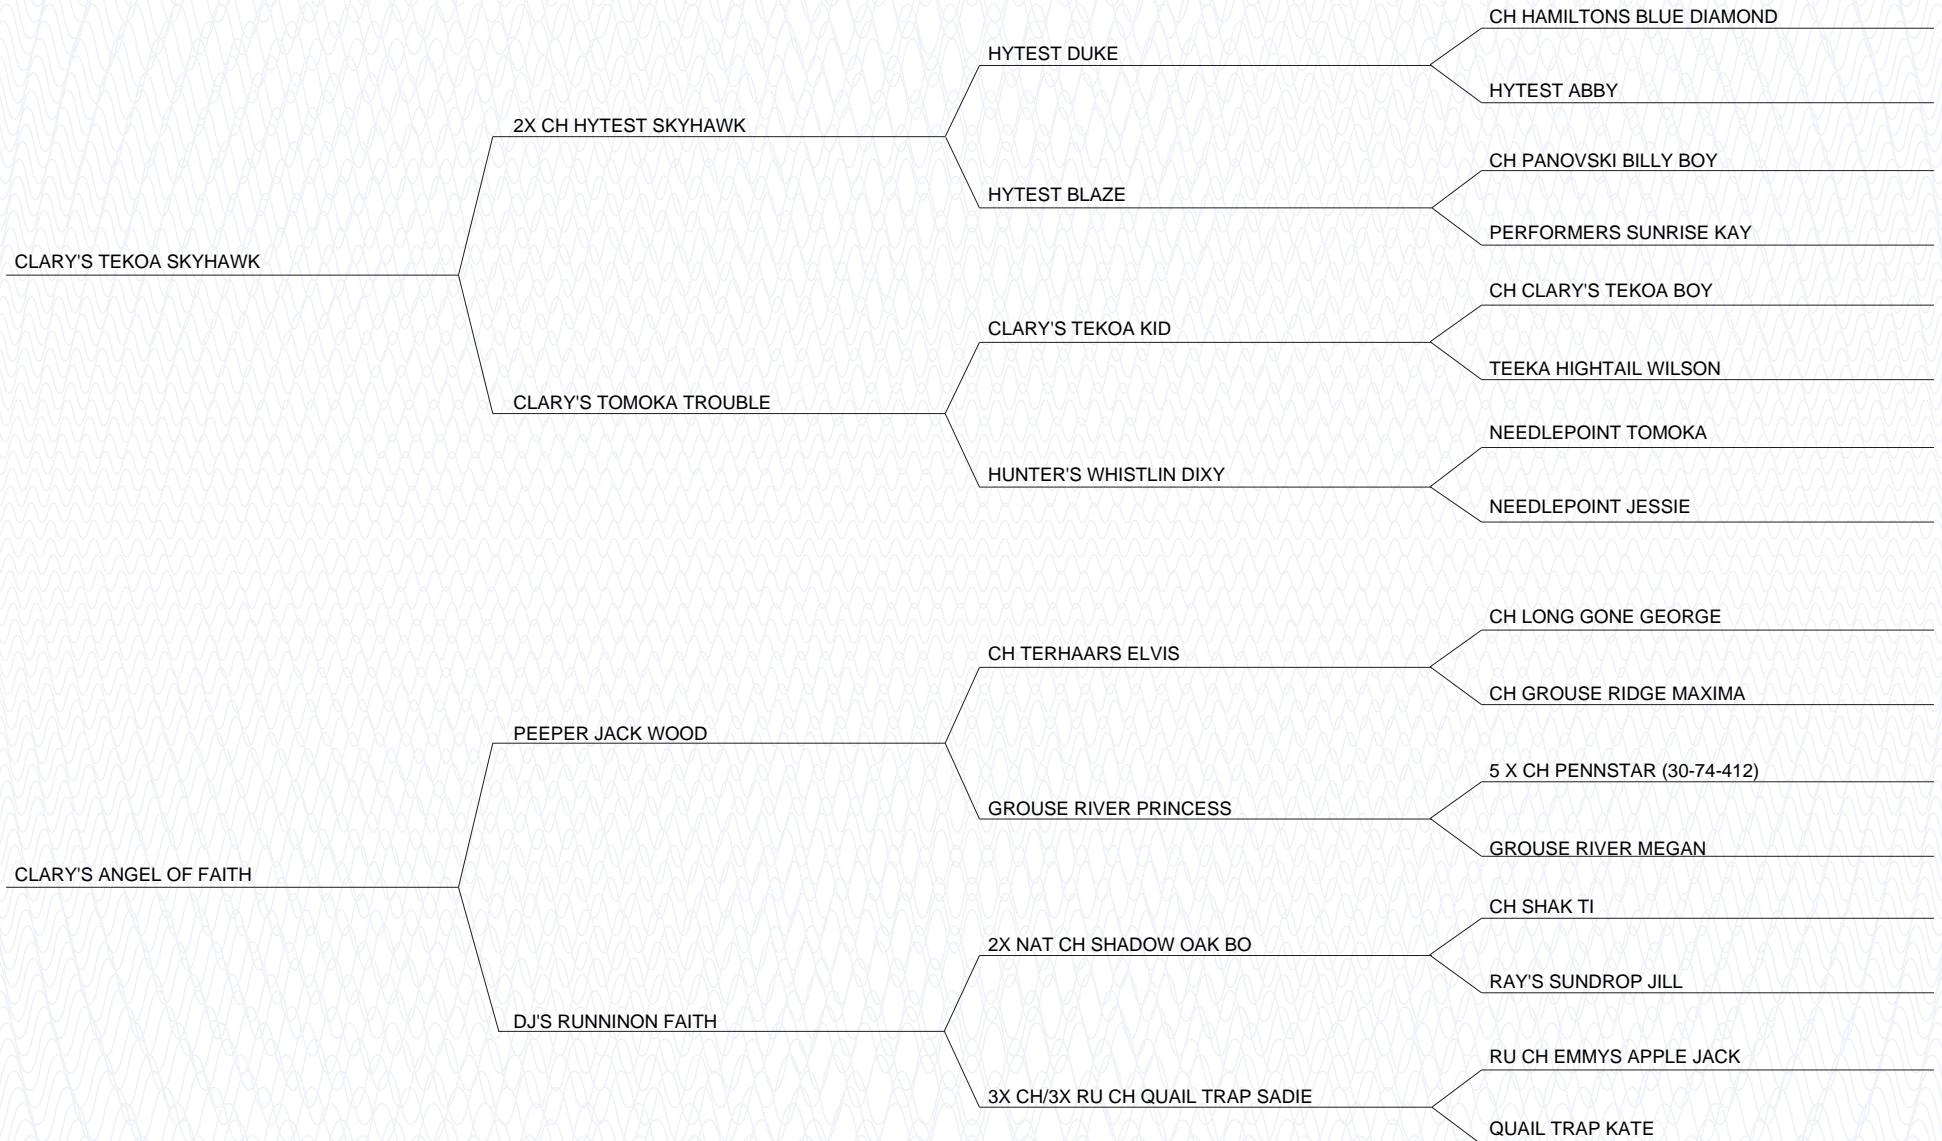 CLARY'S TEKOA SKYHAWK
2X CH HYTEST SKYHAWK
HYTEST DUKE
CH HAMILTONS BLUE DIAMOND
HYTEST ABBY
HYTEST BLAZE
CH PANOVSKI BILLY BOY
PERFORMERS SUNRISE KAY
CLARY'S TOMOKA TROUBLE
CLARY'S TEKOA KID
CH CLARY'S TEKOA BOY
TEEKA HIGHTAIL WILSON
HUNTER'S WHISTLIN DIXY
NEEDLEPOINT TOMOKA
NEEDLEPOINT JESSIE
CLARY'S ANGEL OF FAITH
PEEPER JACK WOOD
CH TERHAARS ELVIS
CH LONG GONE GEORGE
CH GROUSE RIDGE MAXIMA
GROUSE RIVER PRINCESS
5 X CH PENNSTAR (30-74-412)
GROUSE RIVER MEGAN
DJ'S RUNNINON FAITH
2X NAT CH SHADOW OAK BO
CH SHAK TI
RAY'S SUNDROP JILL
3X CH/3X RU CH QUAIL TRAP SADIE
RU CH EMMYS APPLE JACK
QUAIL TRAP KATE